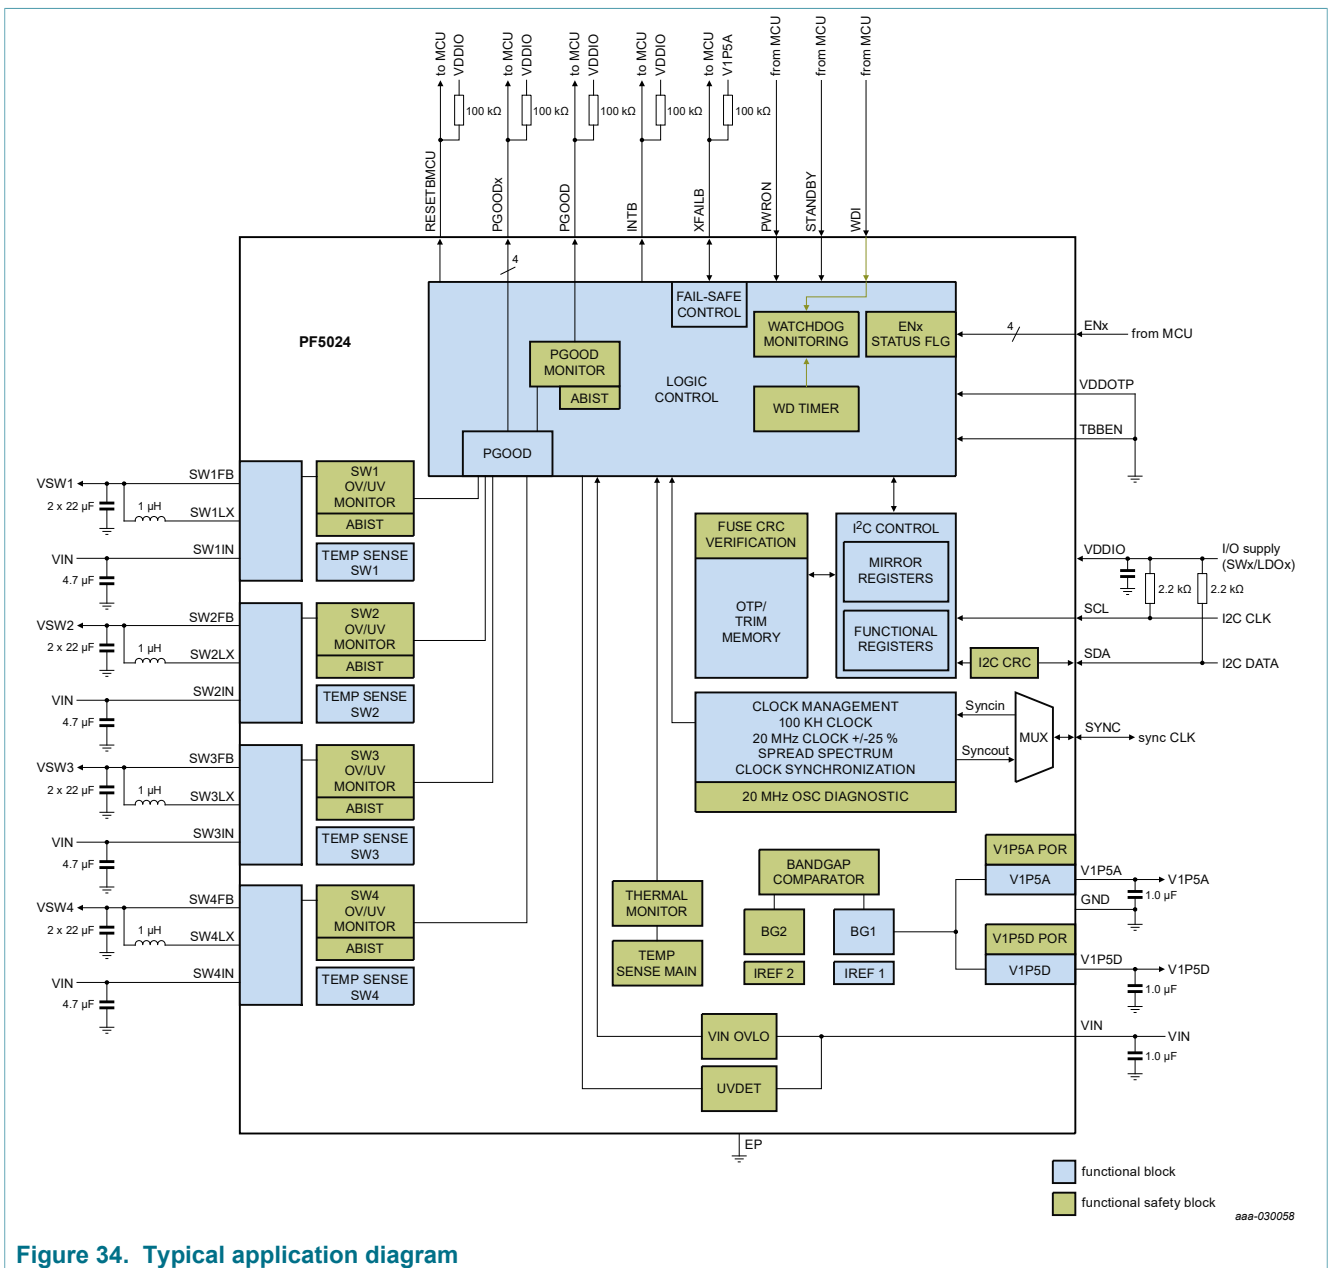 to MCU
VDDIO
to MCU
VDDIO
to MCU
VDDIO
to MCU
VDDIO
to MCU
V1P5A
from MCU
from MCU
from MCU
100 kΩ
100 kΩ
100 kΩ
100 kΩ
100 kΩ
RESETBMCU
PGOODx
PGOOD
INTB
XFAILB
PWRON
STANDBY
WDI
4
PF5024
FAIL-SAFE
CONTROL
WATCHDOG
MONITORING
ENx
STATUS FLG
4
ENx
from MCU
PGOOD
MONITOR
ABIST
LOGIC
CONTROL
WD TIMER
VDDOTP
TBBEN
PGOOD
VSW1
2 x 22 µF
1 µH
SW1FB
SW1LX
SW1
OV/UV
MONITOR
ABIST
VIN
4.7 µF
SW1IN
TEMP SENSE
SW1
VSW2
2 x 22 µF
1 µH
SW2FB
SW2LX
SW2
OV/UV
MONITOR
ABIST
VIN
4.7 µF
SW2IN
TEMP SENSE
SW2
VSW3
2 x 22 µF
1 µH
SW3FB
SW3LX
SW3
OV/UV
MONITOR
ABIST
VIN
4.7 µF
SW3IN
TEMP SENSE
SW3
VSW4
2 x 22 µF
1 µH
SW4FB
SW4LX
SW4
OV/UV
MONITOR
ABIST
VIN
4.7 µF
SW4IN
TEMP SENSE
SW4
FUSE CRC
VERIFICATION
OTP/
TRIM
MEMORY
I2C CONTROL
MIRROR
REGISTERS
FUNCTIONAL
REGISTERS
I2C CRC
VDDIO
I/O supply
(SWx/LDOx)
2.2 kΩ
2.2 kΩ
SCL
I2C CLK
SDA
I2C DATA
CLOCK MANAGEMENT
100 KH CLOCK
20 MHz CLOCK +/-25 %
SPREAD SPECTRUM
CLOCK SYNCHRONIZATION
20 MHz OSC DIAGNOSTIC
Syncin
Syncout
MUX
SYNC
sync CLK
THERMAL
MONITOR
TEMP
SENSE MAIN
BANDGAP
COMPARATOR
BG2
BG1
IREF 2
IREF 1
V1P5A POR
V1P5A
V1P5A
V1P5A
1.0 µF
GND
V1P5D POR
V1P5D
V1P5D
V1P5D
1.0 µF
VIN OVLO
UVDET
VIN
VIN
1.0 µF
EP
functional block
functional safety block
aaa-030058
Figure 34. Typical application diagram